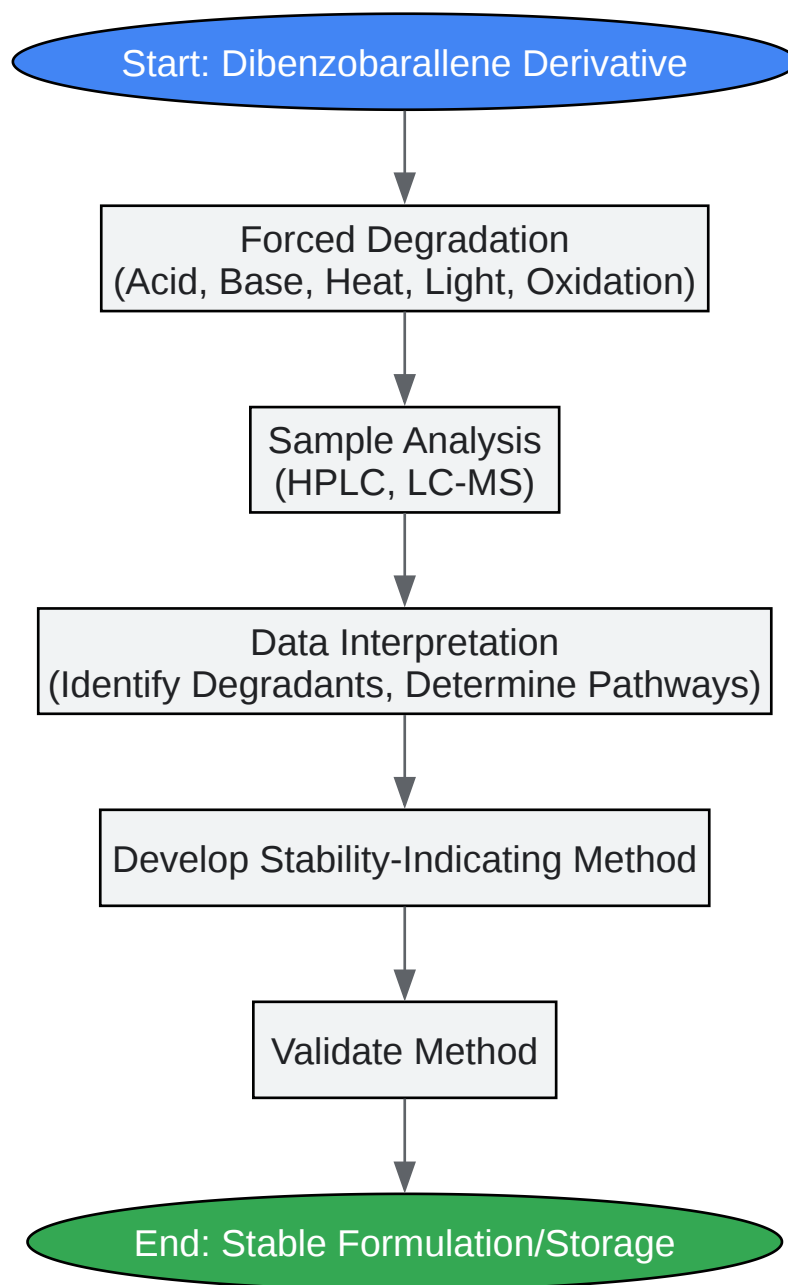 Start: Dibenzobarallene Derivative
Forced Degradation
(Acid, Base, Heat, Light, Oxidation)
Sample Analysis
(HPLC, LC-MS)
Data Interpretation
(Identify Degradants, Determine Pathways)
Develop Stability-Indicating Method
Validate Method
End: Stable Formulation/Storage